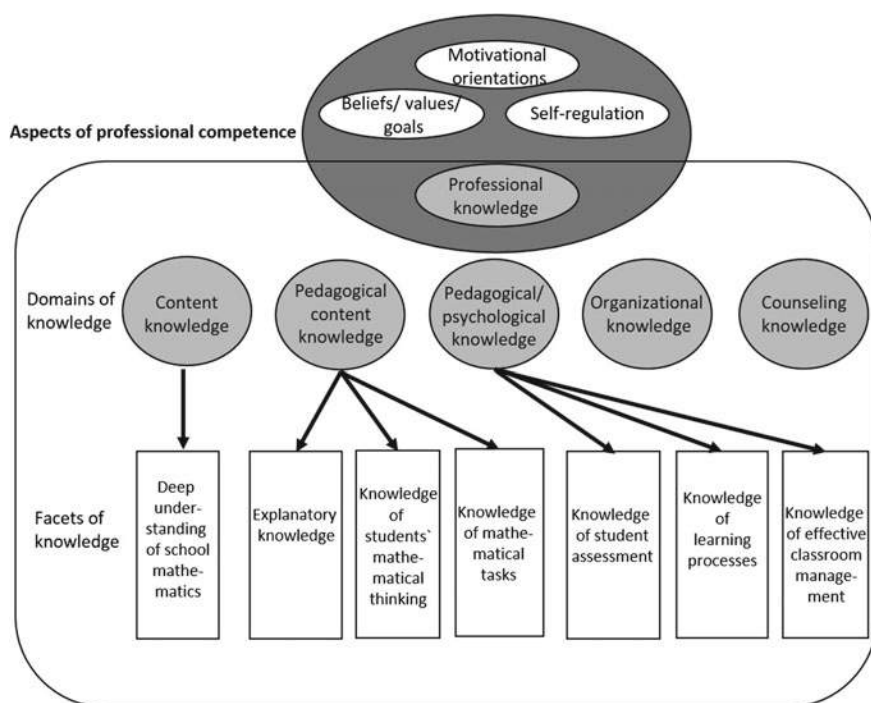 Motivational
orientations
Beliefs/ values/
goals
Self-regulation
Aspects of professional competence
Professional
knowledge
Domains of
knowledge
Content
knowledge
Pedagogical
content
knowledge
Pedagogical/
psychological
knowledge
Organizational
knowledge
Counseling
knowledge
Facets of
knowledge
Deep
under-
standing
of school
mathe-
matics
Explanatory
knowledge
Knowledge
of
students`
mathe-
matical
thinking
Knowledge
of mathe-
matical
tasks
Knowledge
of student
assessment
Knowledge
of
learning
processes
Knowledge
of effective
classroom
manage-
ment